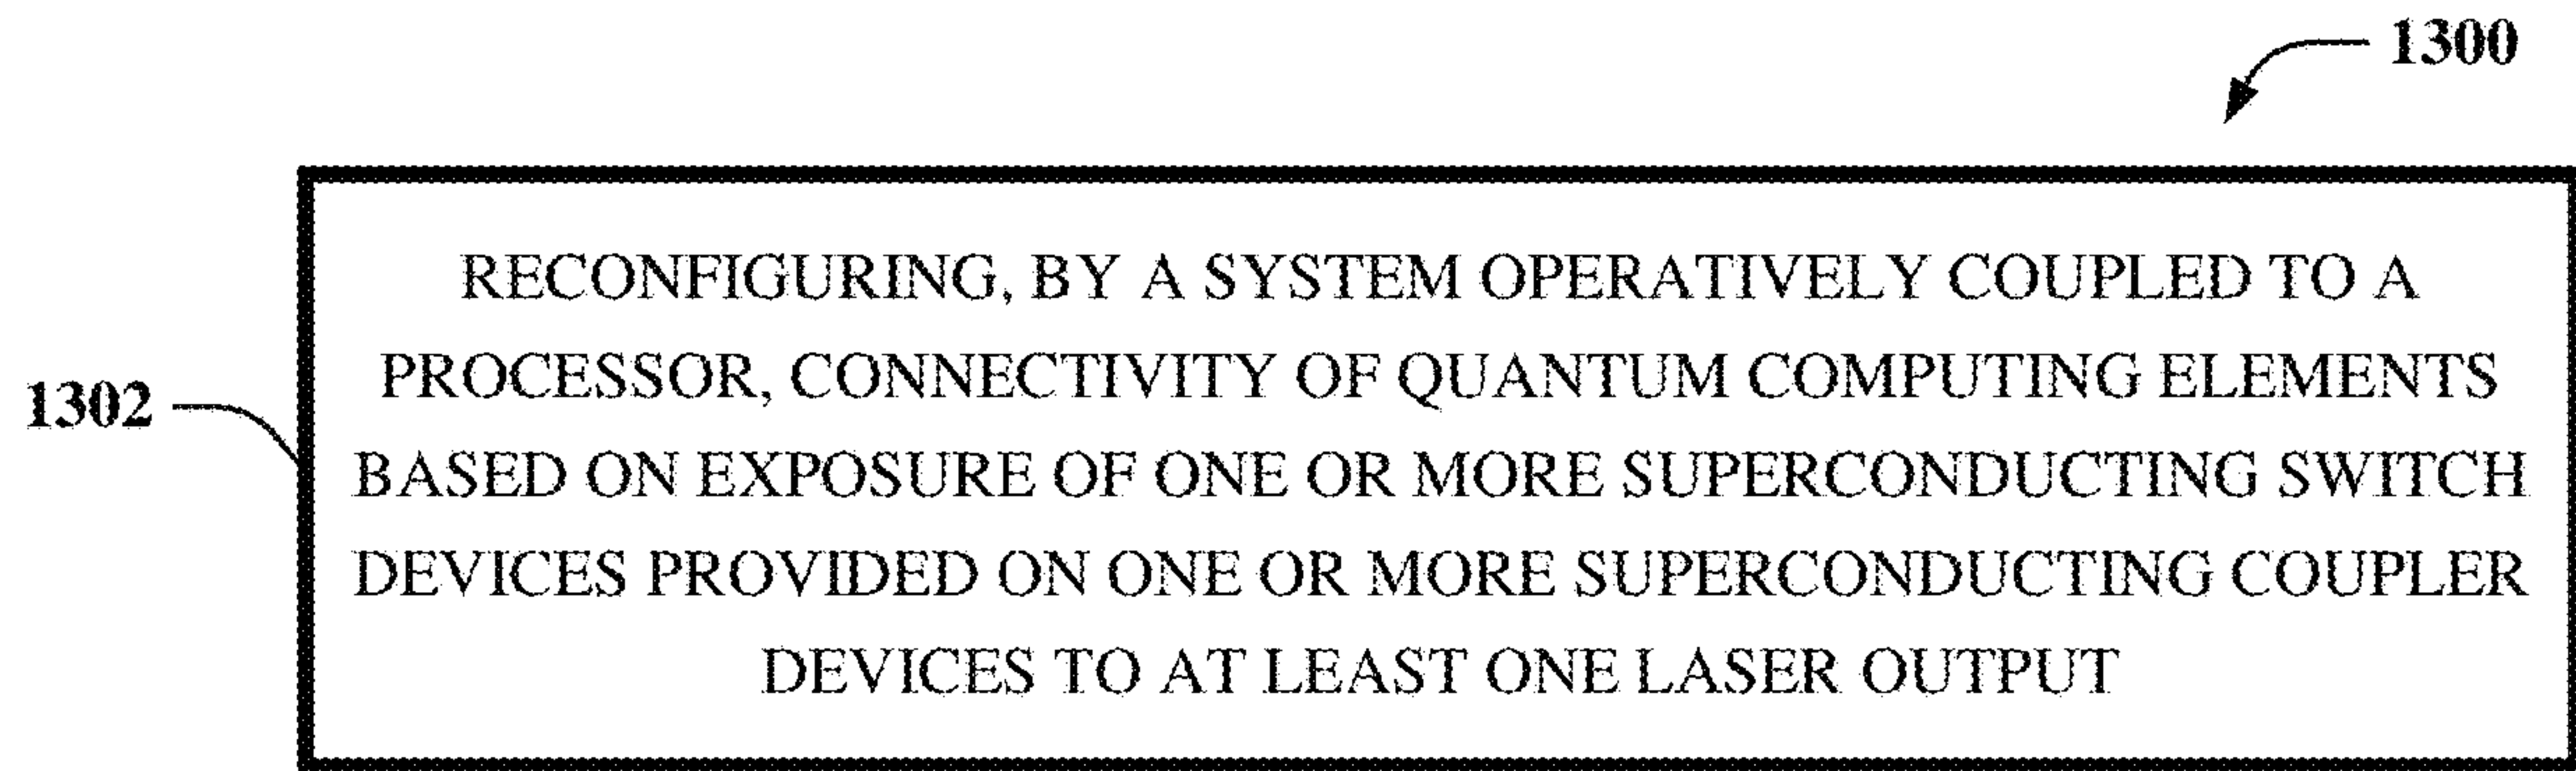 1300
RECONFIGURING, BY A SYSTEM OPERATIVELY COUPLED TO A
PROCESSOR, CONNECTIVITY OF QUANTUM COMPUTING ELEMENTS
1302
BASED ON EXPOSURE OF ONE OR MORE SUPERCONDUCTING SWITCH
DEVICES PROVIDED ON ONE OR MORE SUPERCONDUCTING COUPLER
DEVICES TO AT LEAST ONE LASER OUTPUT